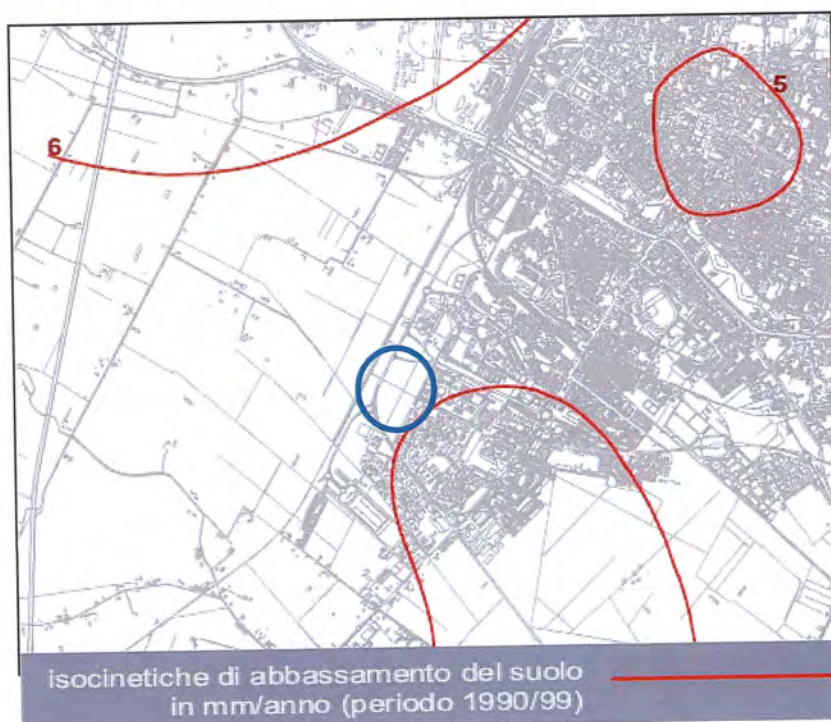 5
6
isocinetiche di abbassamento del suolo
in mm/anno (periodo 1990/99)